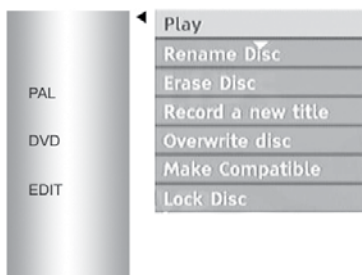 PAL
DVD
EDIT
Play
Rename Disc
Erase Disc
Record a new title
Overwrite disc
Make Compatible
Lock Disc